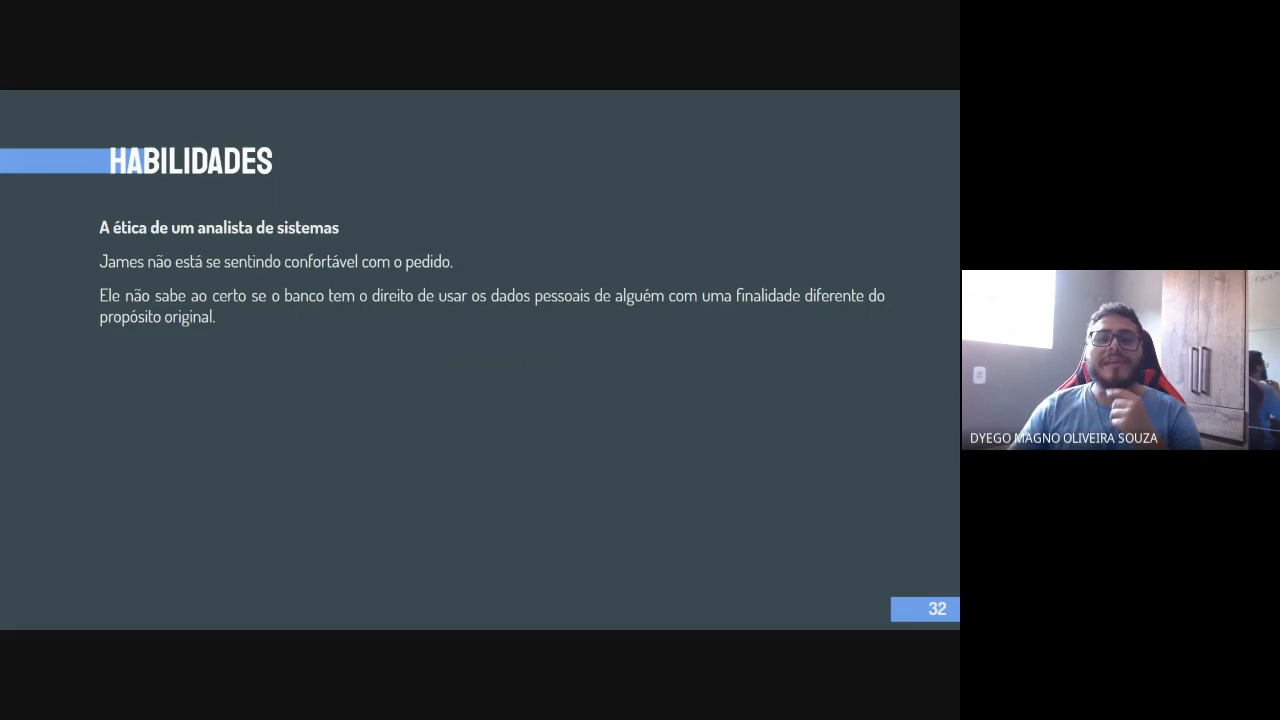 HABILIDADES
A ética de um analista de sistemas
James não está se sentindo confortável com o pedido.
Ele não sabe ao certo se o banco tem o direito de usar os dados pessoais de alguém com uma finalidade diferente do
propósito original.
32
DYEGO MAGNO OLIVEIRA SOUZA